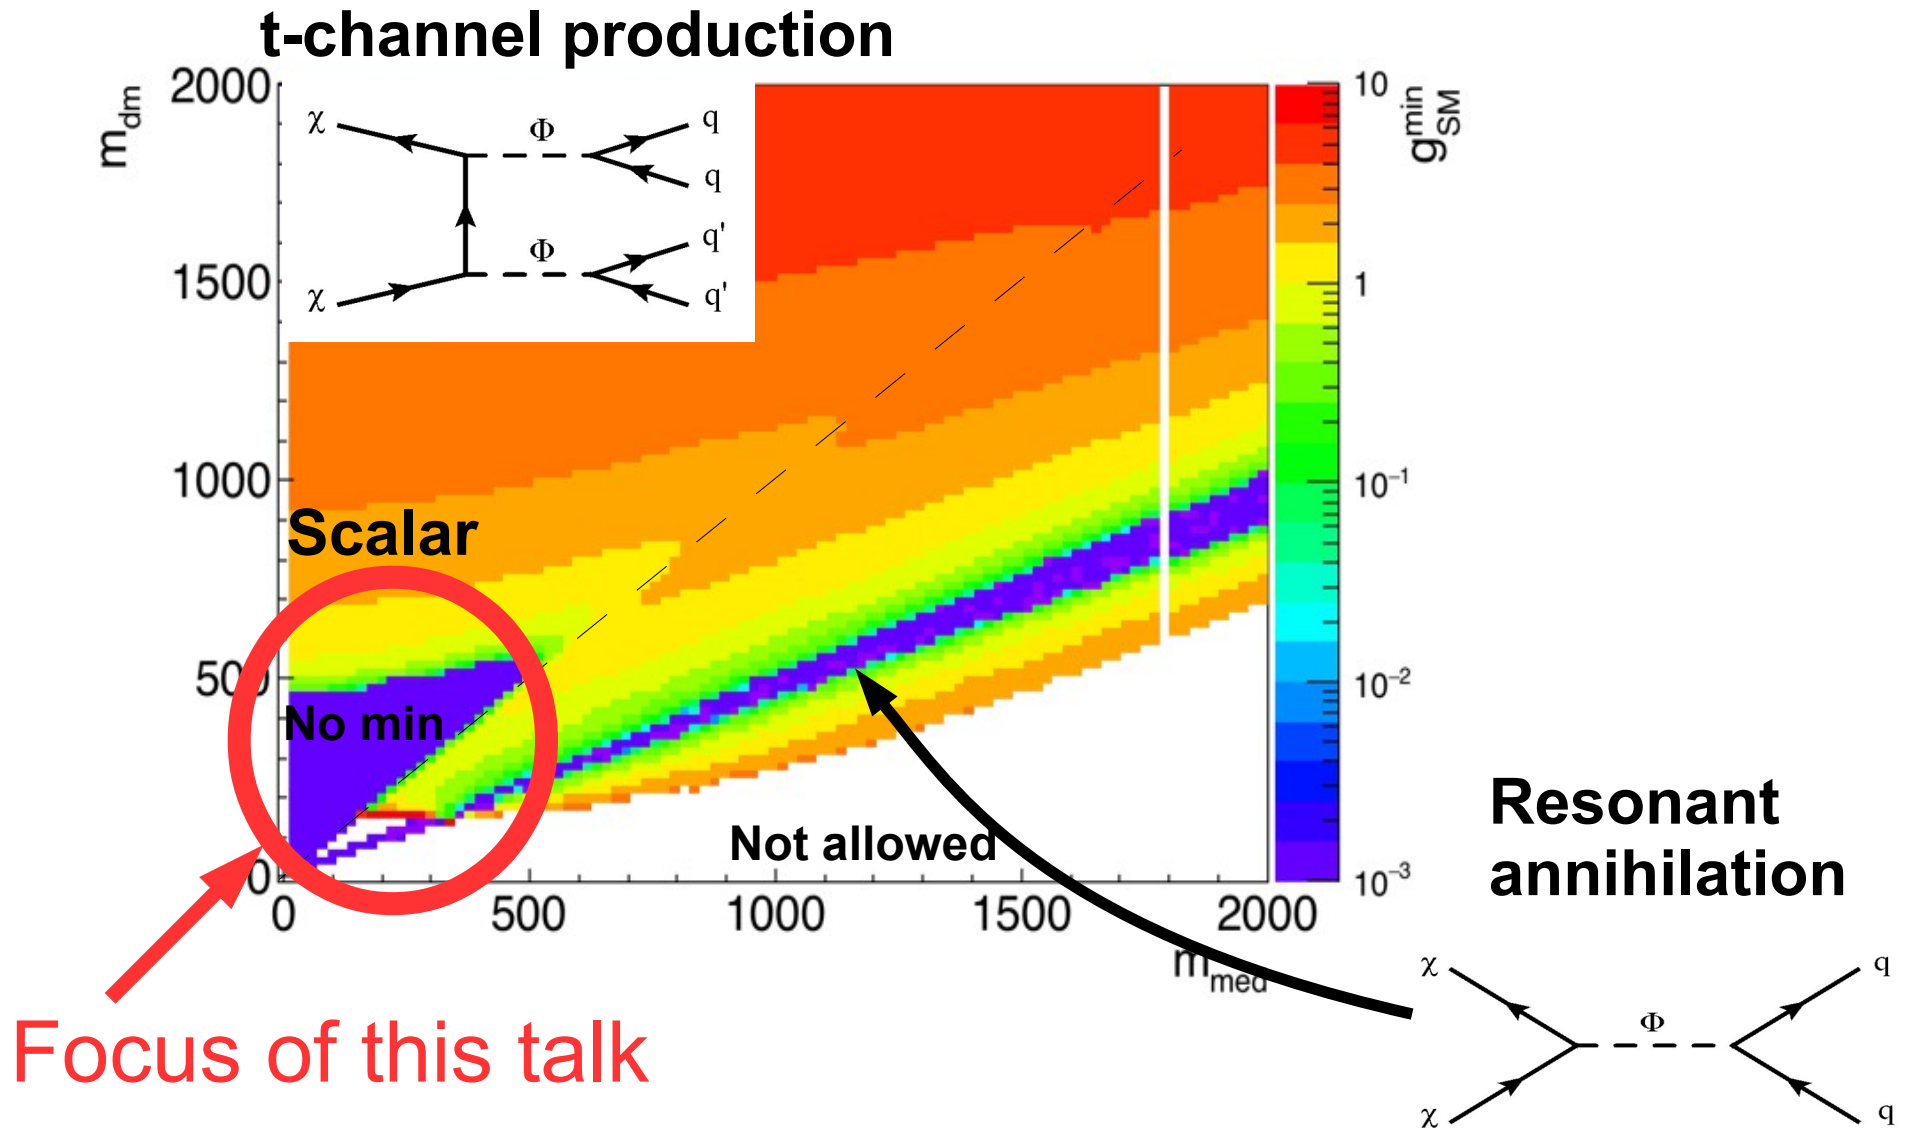 t-channel production
m_dm
2000
1500
1000
500
0
χ
Φ
q
q
χ
Φ
q'
q'
Scalar
No min
Not allowed
0
500
1000
1500
2000
m_med
10
1
10⁻¹
10⁻²
10⁻³
g_SM^min
Resonant
annihilation
χ
χ
Φ
q
q
Focus of this talk